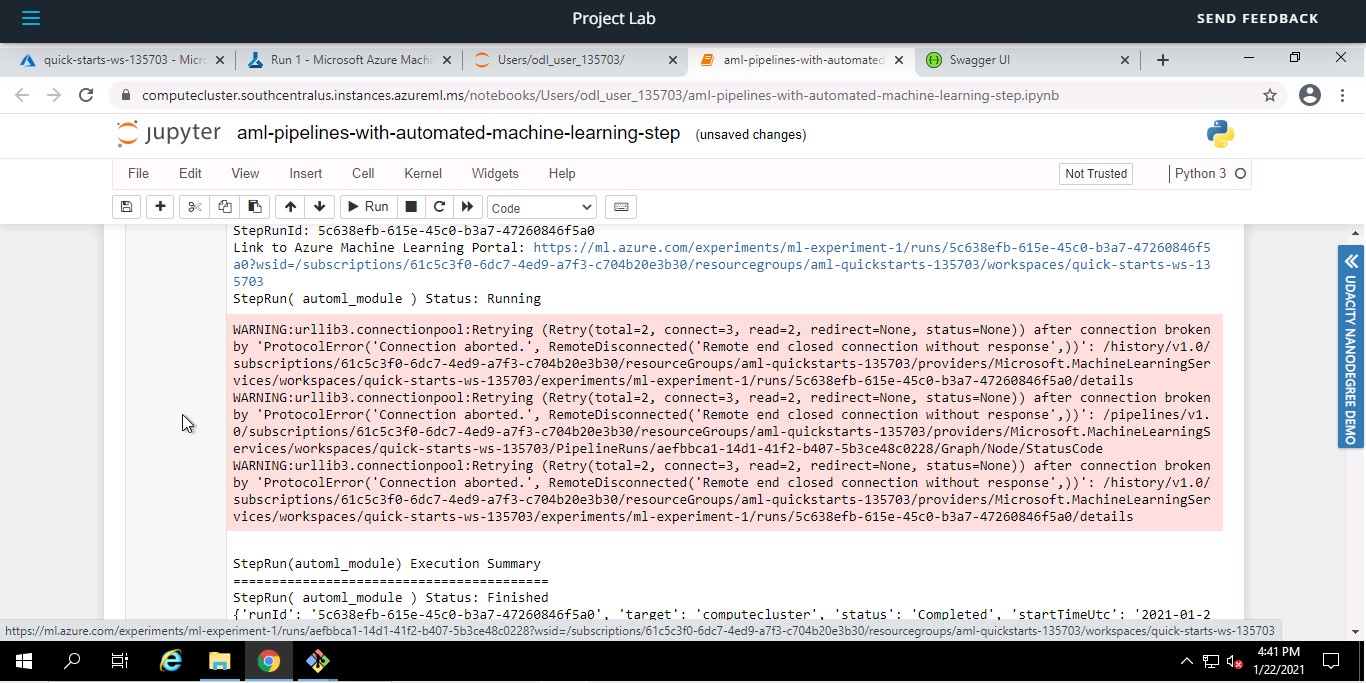 Project Lab
SEND FEEDBACK
quick-starts-ws-135703 - Micro
Run 1 - Microsoft Azure Machi
Users/odl_user_135703/
aml-pipelines-with-automated
Swagger UI
computecluster.southcentralus.instances.azureml.ms/notebooks/Users/odl_user_135703/aml-pipelines-with-automated-machine-learning-step.ipynb
jupyter aml-pipelines-with-automated-machine-learning-step (unsaved changes)
File Edit View Insert Cell Kernel Widgets Help
Not Trusted
Python 3
Run
Code
StepRunId: 5c638efb-615e-45c0-b3a7-47260846f5a0
Link to Azure Machine Learning Portal: https://ml.azure.com/experiments/ml-experiment-1/runs/5c638efb-615e-45c0-b3a7-47260846f5
a0?wsid=/subscriptions/61c5c3f0-6dc7-4ed9-a7f3-c704b20e3b30/resourcegroups/aml-quickstarts-135703/workspaces/quick-starts-ws-13
5703
StepRun( automl_module ) Status: Running
WARNING:urllib3.connectionpool:Retrying (Retry(total=2, connect=3, read=2, redirect=None, status=None)) after connection broken
by 'ProtocolError('Connection aborted.', RemoteDisconnected('Remote end closed connection without response',))': /history/v1.0/
subscriptions/61c5c3f0-6dc7-4ed9-a7f3-c704b20e3b30/resourceGroups/aml-quickstarts-135703/providers/Microsoft.MachineLearningSer
vices/workspaces/quick-starts-ws-135703/experiments/ml-experiment-1/runs/5c638efb-615e-45c0-b3a7-47260846f5a0/details
WARNING:urllib3.connectionpool:Retrying (Retry(total=2, connect=3, read=2, redirect=None, status=None)) after connection broken
by 'ProtocolError('Connection aborted.', RemoteDisconnected('Remote end closed connection without response',))': /pipelines/v1.
0/subscriptions/61c5c3f0-6dc7-4ed9-a7f3-c704b20e3b30/resourceGroups/aml-quickstarts-135703/providers/Microsoft.MachineLearningS
ervices/workspaces/quick-starts-ws-135703/PipelineRuns/aefbbca1-14d1-41f2-b407-5b3ce48c0228/Graph/Node/StatusCode
WARNING:urllib3.connectionpool:Retrying (Retry(total=2, connect=3, read=2, redirect=None, status=None)) after connection broken
by 'ProtocolError('Connection aborted.', RemoteDisconnected('Remote end closed connection without response',))': /history/v1.0/
subscriptions/61c5c3f0-6dc7-4ed9-a7f3-c704b20e3b30/resourceGroups/aml-quickstarts-135703/providers/Microsoft.MachineLearningSer
vices/workspaces/quick-starts-ws-135703/experiments/ml-experiment-1/runs/5c638efb-615e-45c0-b3a7-47260846f5a0/details
StepRun(automl_module) Execution Summary
=========================================
StepRun( automl_module ) Status: Finished
{'runId': '5c638efb-615e-45c0-b3a7-47260846f5a0', 'target': 'computecluster', 'status': 'Completed', 'startTimeUtc': '2021-01-2
UDACITY NANODEGREE DEMO
https://ml.azure.com/experiments/ml-experiment-1/runs/aefbbca1-14d1-41f2-b407-5b3ce48c0228?wsid=/subscriptions/61c5c3f0-6dc7-4ed9-a7f3-c704b20e3b30/resourcegroups/aml-quickstarts-135703/workspaces/quick-starts-ws-135703
4:41 PM
1/22/2021